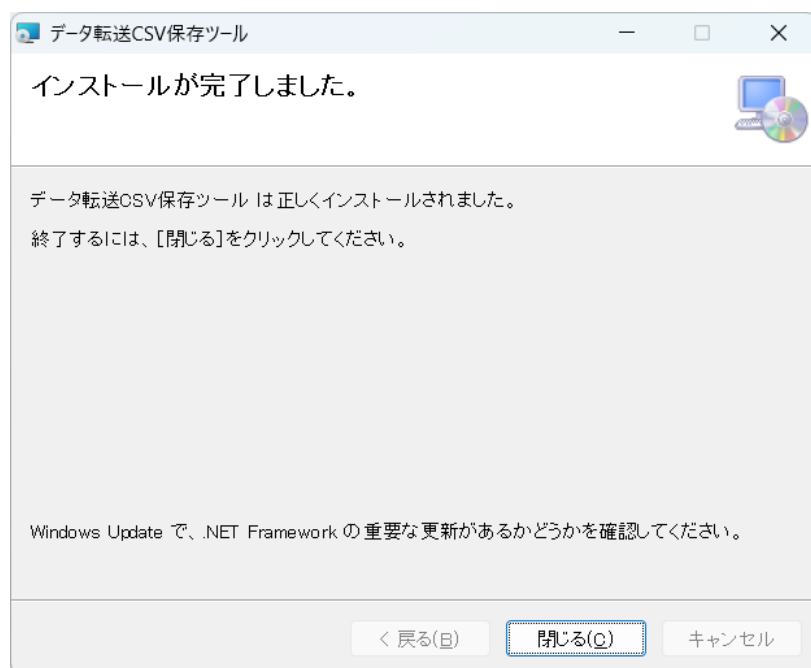 データ転送CSV保存ツール
インストールが完了しました。
データ転送CSV保存ツール は正しくインストールされました。
終了するには、[閉じる]をクリックしてください。
Windows Update で、.NET Framework の重要な更新があるかどうかを確認してください。
< 戻る(B)
閉じる(C)
キャンセル